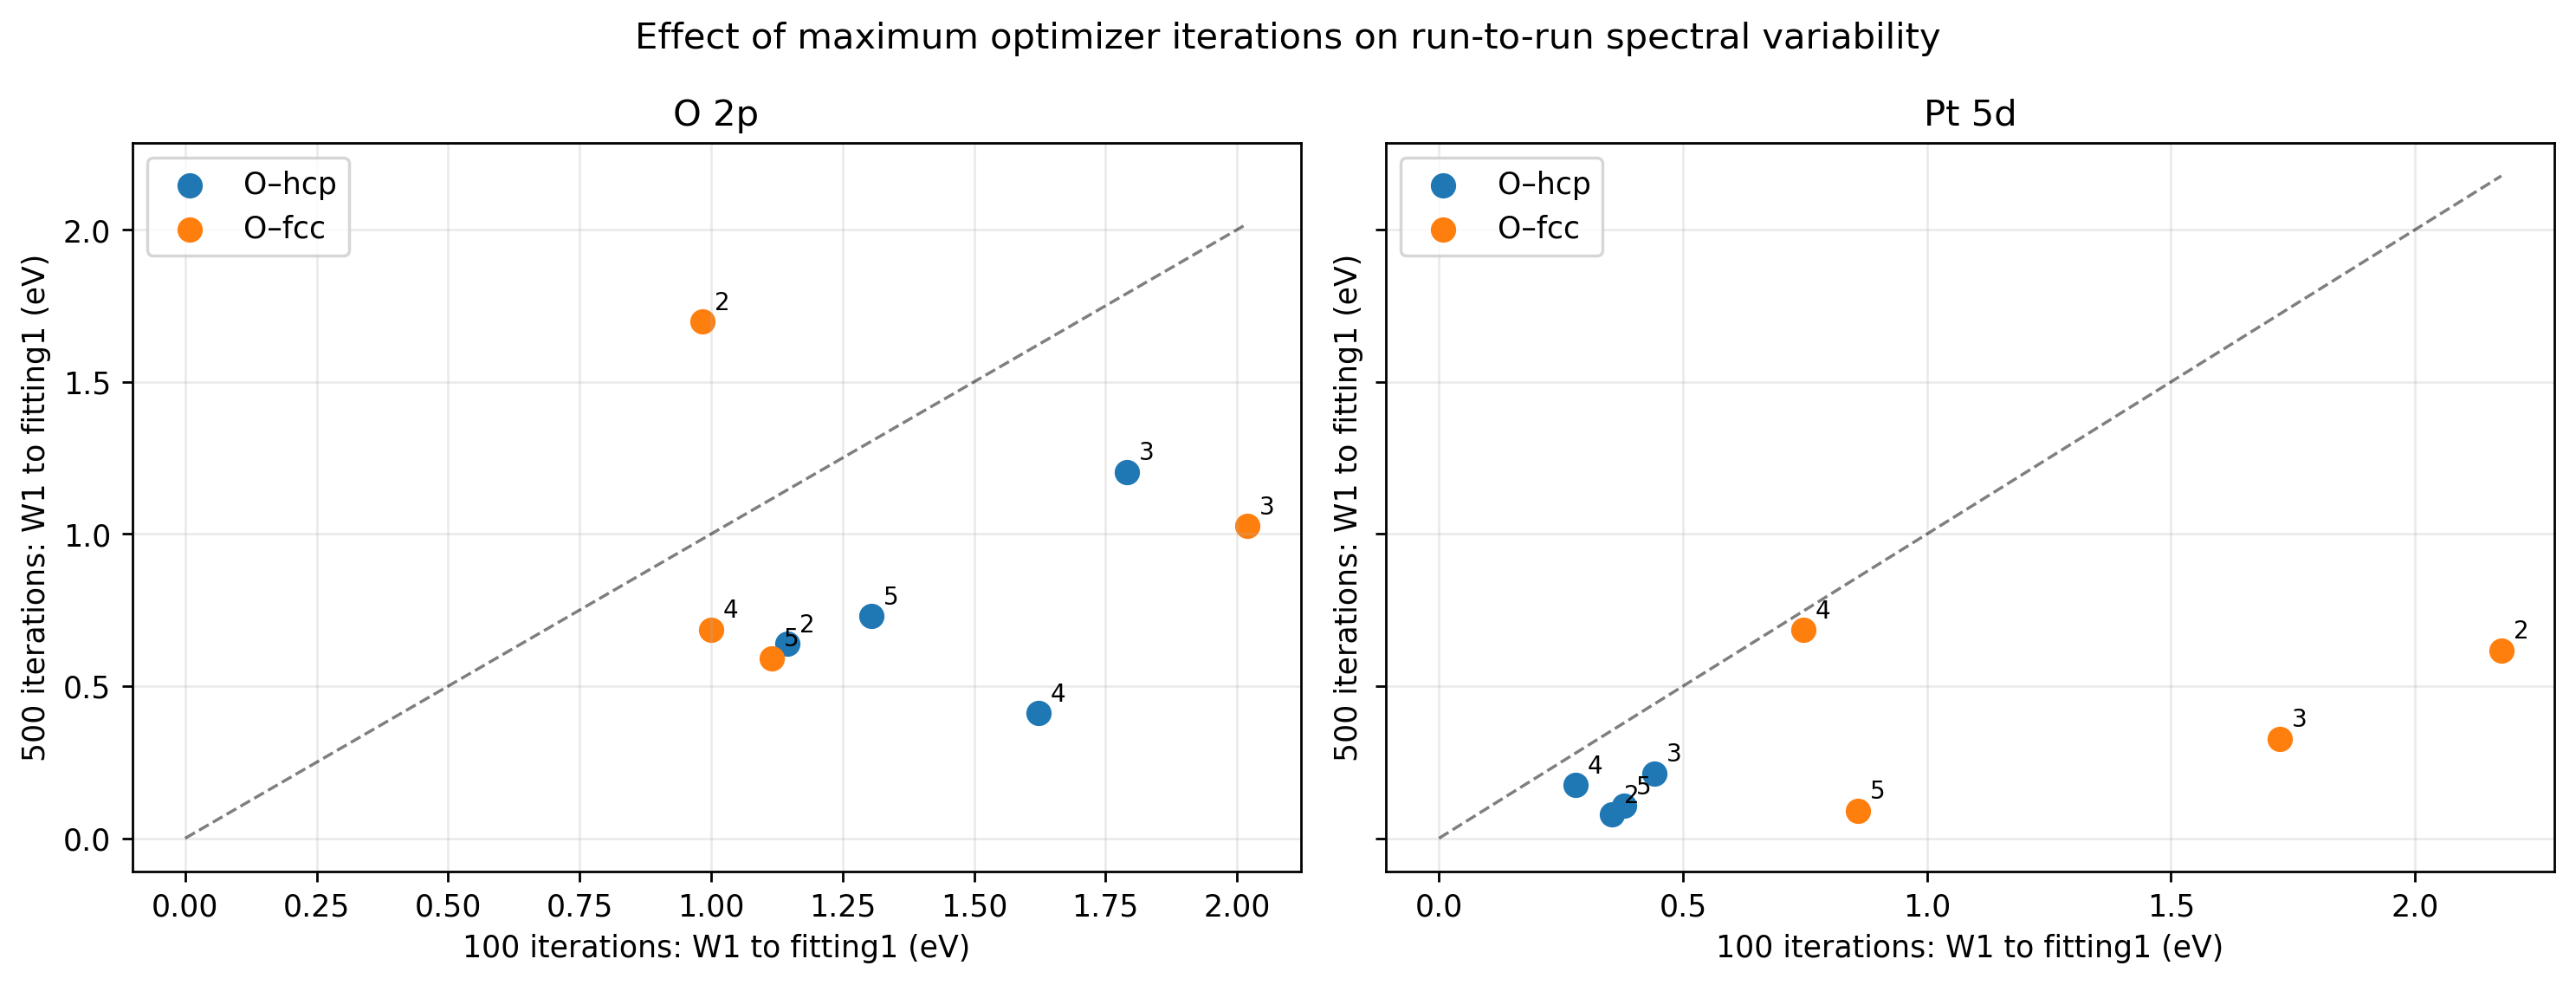 Effect of maximum optimizer iterations on run-to-run spectral variability
O 2p
O–hcp
O–fcc
2
3
3
5
4
2
5
4
2.0
1.5
1.0
0.5
0.0
500 iterations: W1 to fitting1 (eV)
0.00 0.25 0.50 0.75 1.00 1.25 1.50 1.75 2.00
100 iterations: W1 to fitting1 (eV)
Pt 5d
O–hcp
O–fcc
4
2
3
3
4
5
2
5
500 iterations: W1 to fitting1 (eV)
0.0 0.5 1.0 1.5 2.0
100 iterations: W1 to fitting1 (eV)